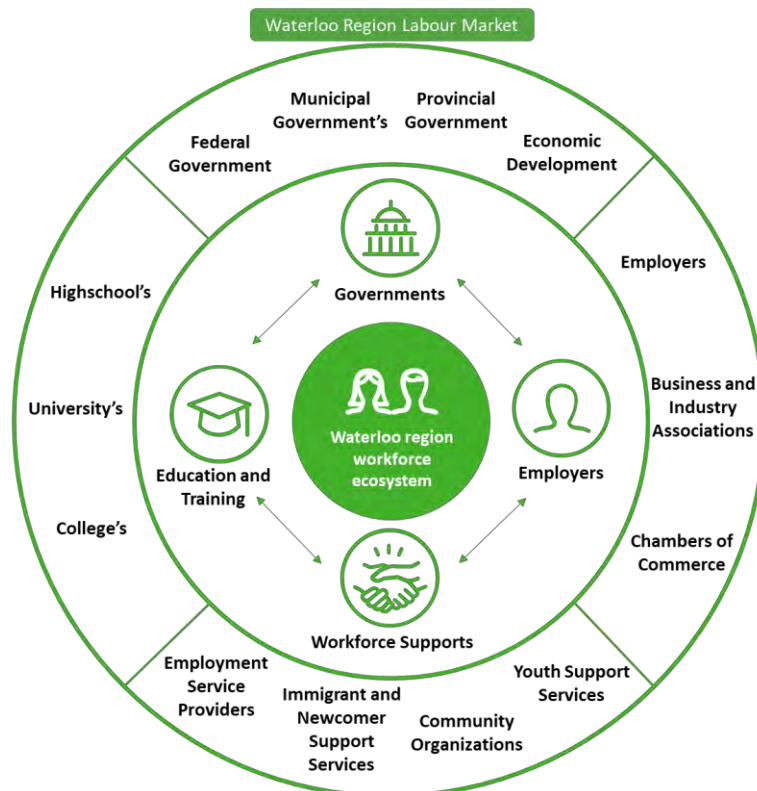 Waterloo Region Labour Market
Municipal
Government's
Provincial
Government
Federal
Government
Economic
Development
Governments
Highschool's
University's
College's
Education and
Training
Waterloo region
workforce
ecosystem
Employers
Employers
Business and
Industry
Associations
Chambers of
Commerce
Workforce Supports
Employment
Service
Providers
Immigrant and
Newcomer
Support
Services
Community
Organizations
Youth Support
Services